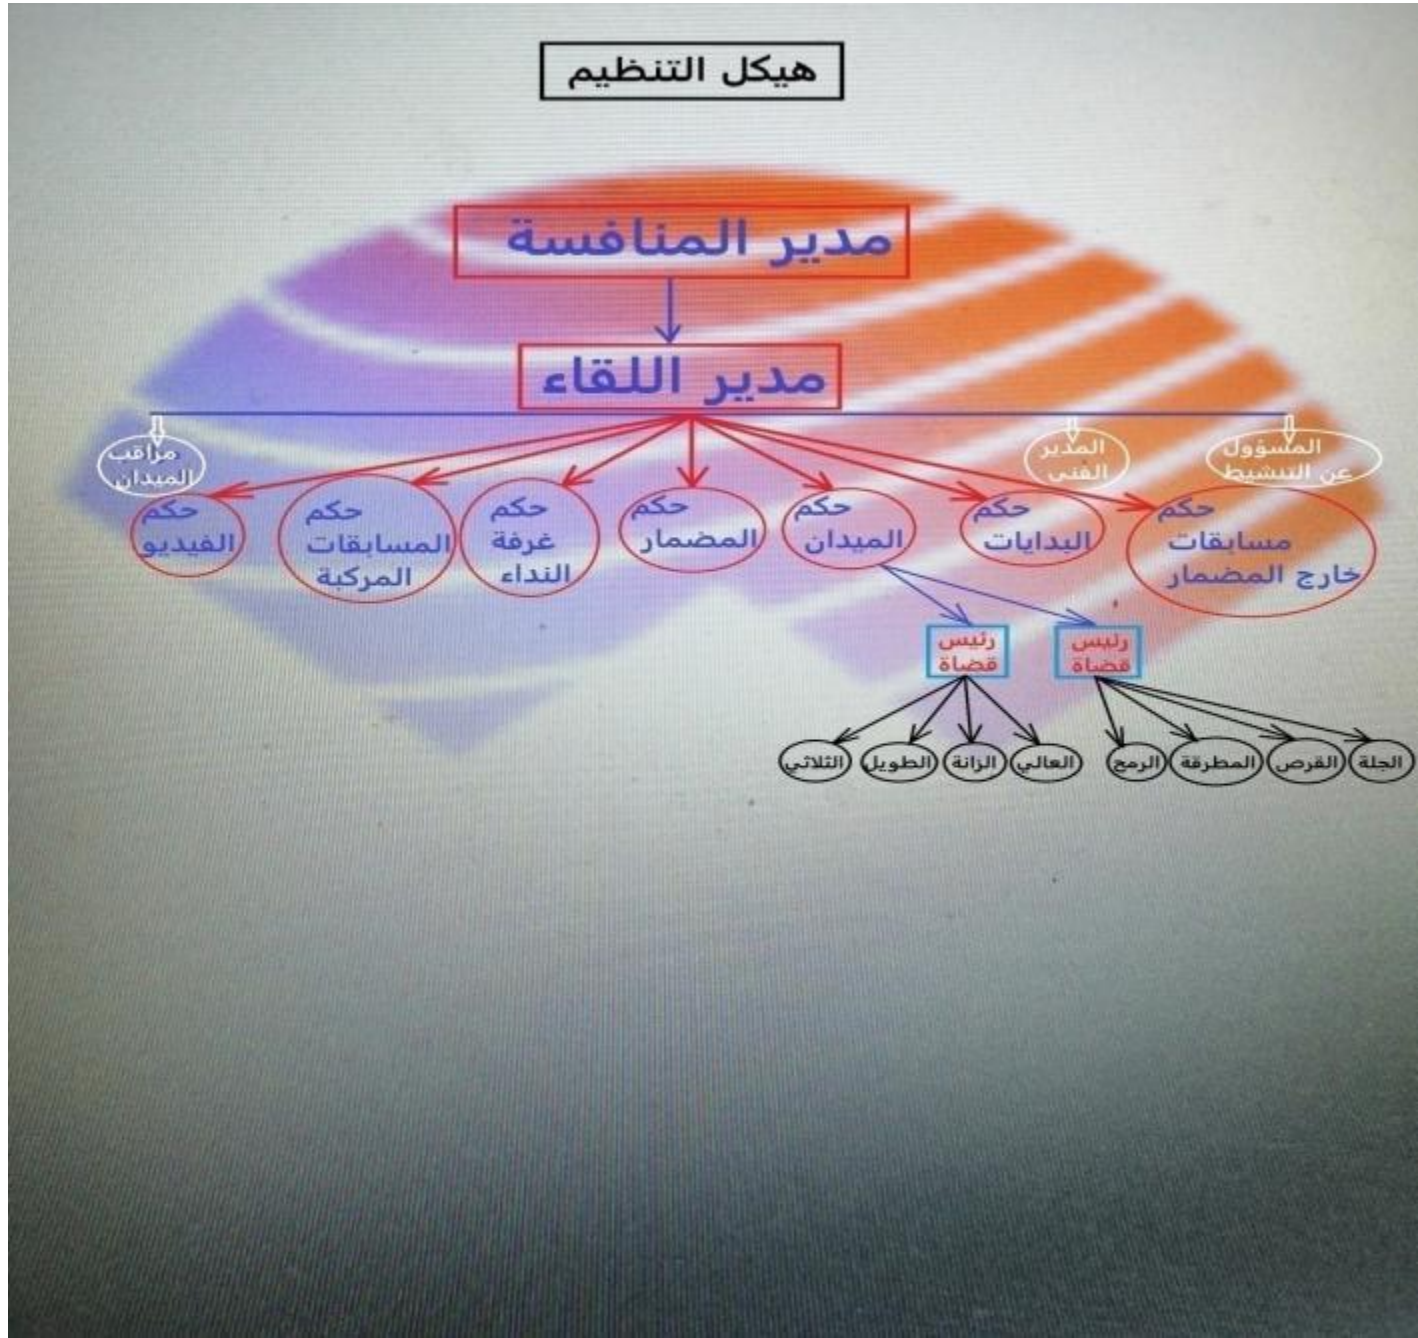 هيكل التنظيم
مدير المنافسة
مدير اللقاء
المسؤول
عن التنشيط
المدير
الفني
مراقب
الميدان
حكم
مسابقات
خارج المضمار
حكم
البدايات
حكم
الميدان
حكم
المضمار
حكم
غرفة
النداء
حكم
المسابقات
المركبة
حكم
الفيديو
رئيس
قضاة
رئيس
قضاة
الجلة
القرص
المطرقة
الرمح
العالي
الزانة
الطويل
الثلاثي